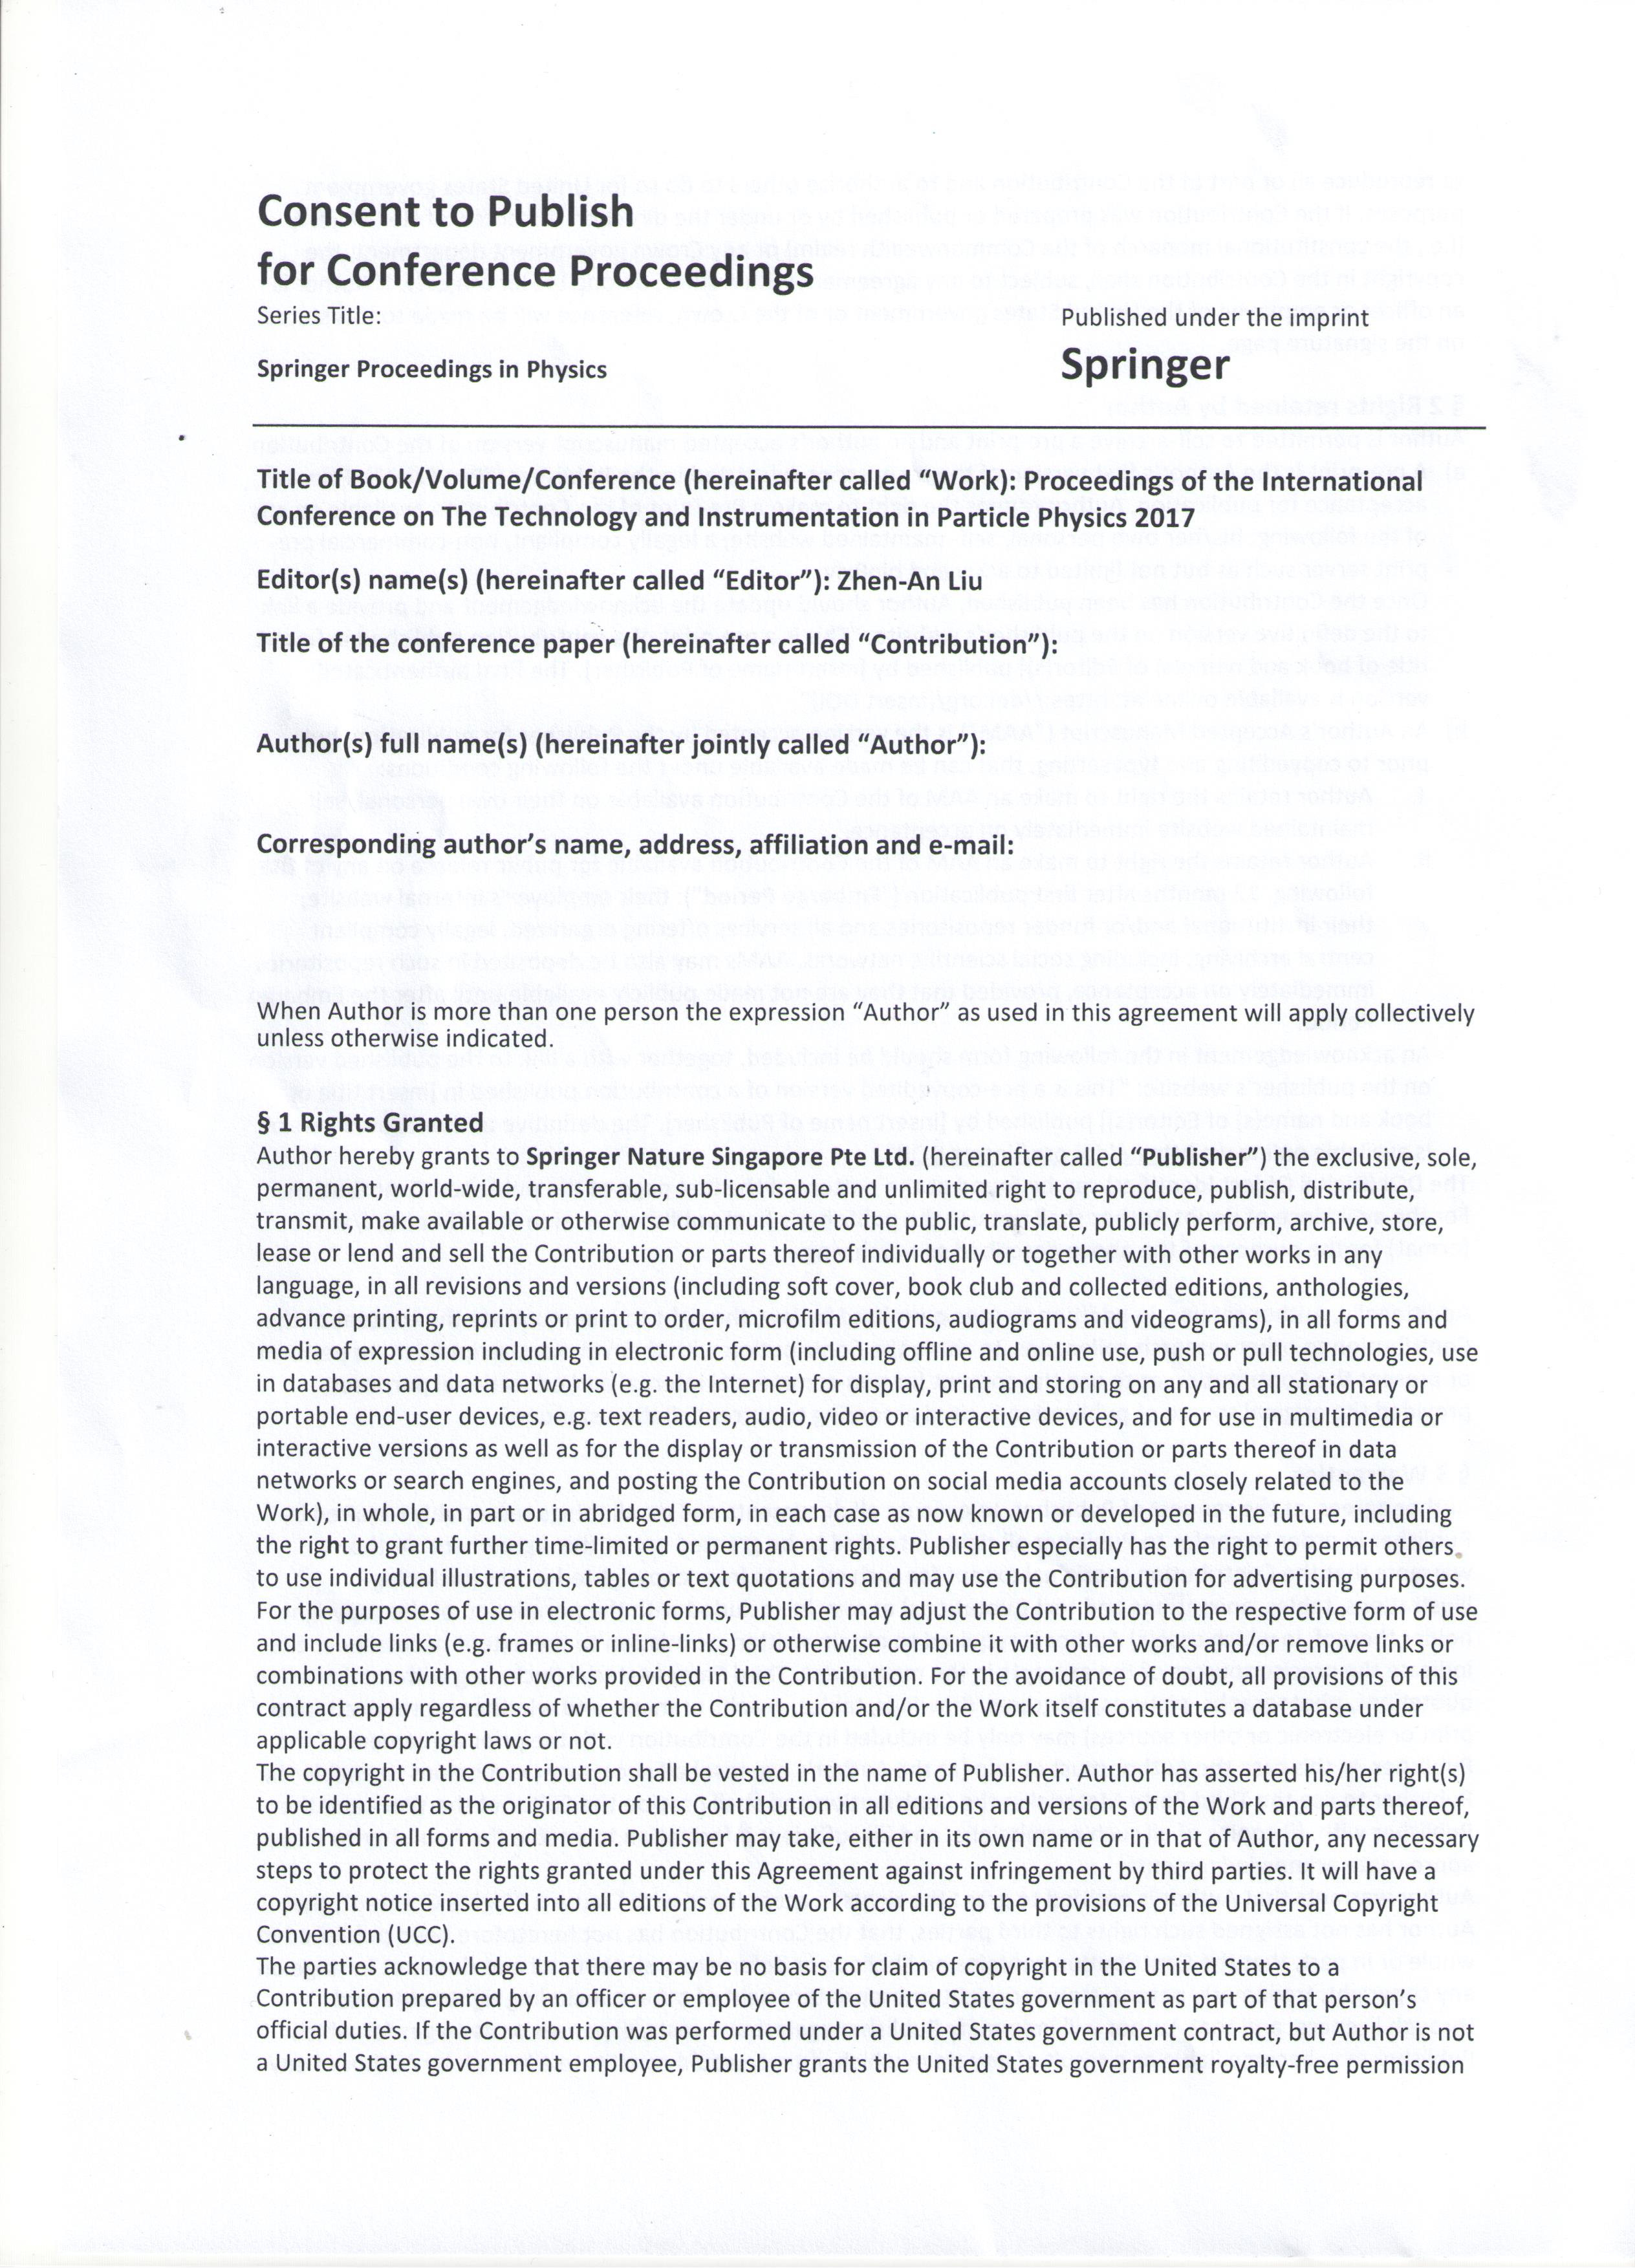 Consent to Publish
for Conference Proceedings
Series Title:
Published under the imprint
Springer Proceedings in Physics
Springer
Title of Book/Volume/Conference (hereinafter called “Work): Proceedings of the International
Conference on The Technology and Instrumentation in Particle Physics 2017
Editor(s) name(s) (hereinafter called “Editor”): Zhen-An Liu
Title of the conference paper (hereinafter called “Contribution”):
Author(s) full name(s) (hereinafter jointly called “Author”):
Corresponding author’s name, address, affiliation and e-mail:
When Author is more than one person the expression “Author” as used in this agreement will apply collectively
unless otherwise indicated.
§ 1 Rights Granted
Author hereby grants to Springer Nature Singapore Pte Ltd. (hereinafter called “Publisher”) the exclusive, sole,
permanent, world-wide, transferable, sub-licensable and unlimited right to reproduce, publish, distribute,
transmit, make available or otherwise communicate to the public, translate, publicly perform, archive, store,
lease or lend and sell the Contribution or parts thereof individually or together with other works in any
language, in all revisions and versions (including soft cover, book club and collected editions, anthologies,
advance printing, reprints or print to order, microfilm editions, audiograms and videograms), in all forms and
media of expression including in electronic form (including offline and online use, push or pull technologies, use
in databases and data networks (e.g. the Internet) for display, print and storing on any and all stationary or
portable end-user devices, e.g. text readers, audio, video or interactive devices, and for use in multimedia or
interactive versions as well as for the display or transmission of the Contribution or parts thereof in data
networks or search engines, and posting the Contribution on social media accounts closely related to the
Work), in whole, in part or in abridged form, in each case as now known or developed in the future, including
the right to grant further time-limited or permanent rights. Publisher especially has the right to permit others
to use individual illustrations, tables or text quotations and may use the Contribution for advertising purposes.
For the purposes of use in electronic forms, Publisher may adjust the Contribution to the respective form of use
and include links (e.g. frames or inline-links) or otherwise combine it with other works and/or remove links or
combinations with other works provided in the Contribution. For the avoidance of doubt, all provisions of this
contract apply regardless of whether the Contribution and/or the Work itself constitutes a database under
applicable copyright laws or not.
The copyright in the Contribution shall be vested in the name of Publisher. Author has asserted his/her right(s)
to be identified as the originator of this Contribution in all editions and versions of the Work and parts thereof,
published in all forms and media. Publisher may take, either in its own name or in that of Author, any necessary
steps to protect the rights granted under this Agreement against infringement by third parties. It will have a
copyright notice inserted into all editions of the Work according to the provisions of the Universal Copyright
Convention (UCC).
The parties acknowledge that there may be no basis for claim of copyright in the United States to a
Contribution prepared by an officer or employee of the United States government as part of that person’s
official duties. If the Contribution was performed under a United States government contract, but Author is not
a United States government employee, Publisher grants the United States government royalty-free permission